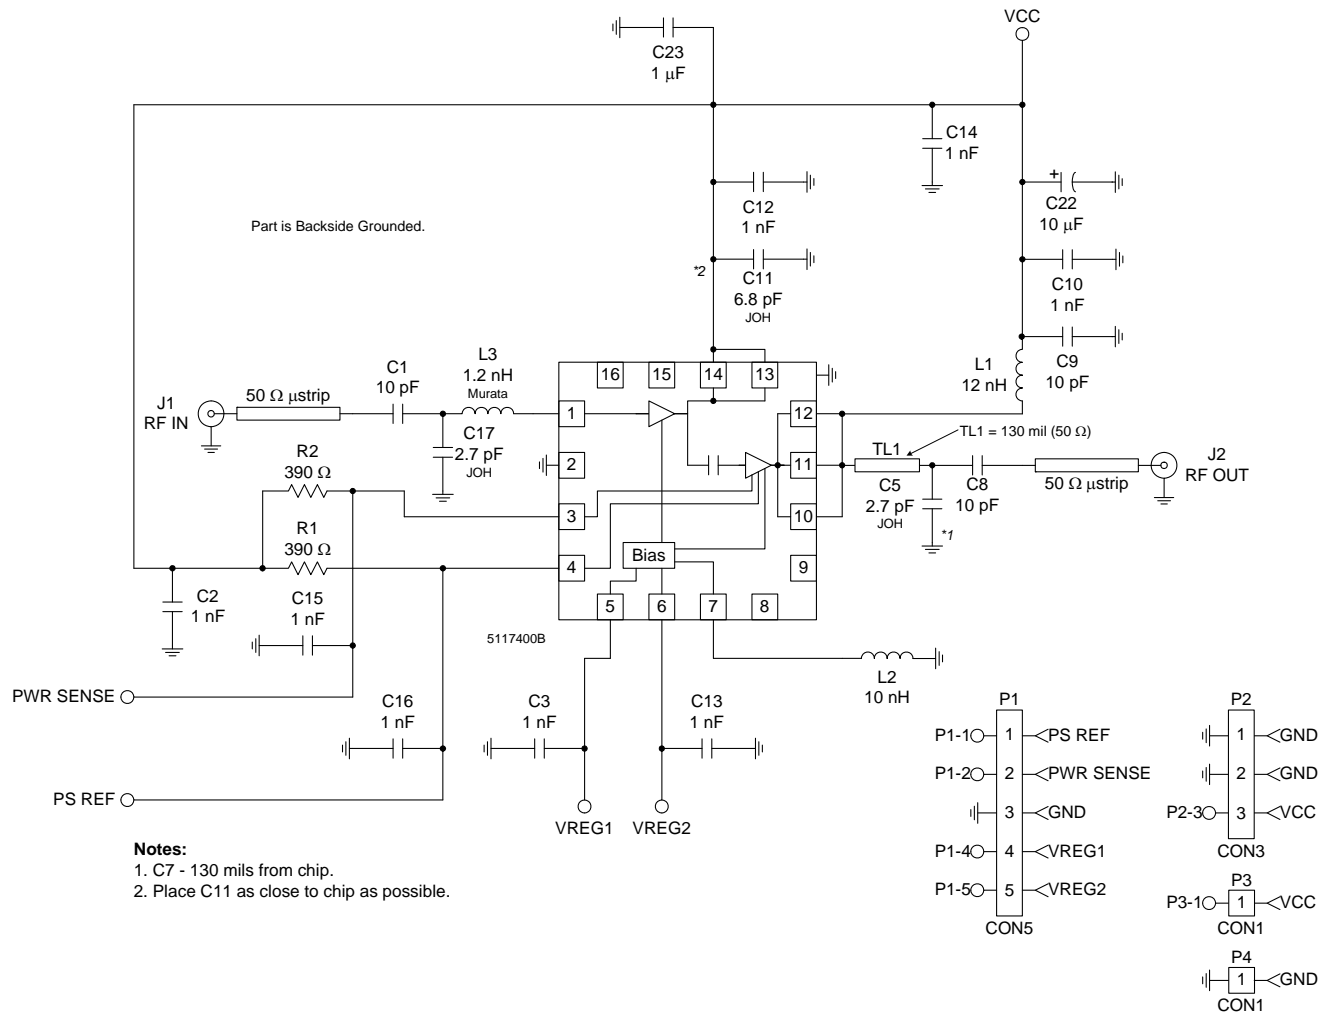 VCC
C23
1 µF
C14
1 nF
C12
1 nF
C22
+
10 µF
Part is Backside Grounded.
*2
C11
6.8 pF
JOH
C10
1 nF
L1
12 nH
C9
10 pF
J1
RF IN
50 Ω µstrip
C1
10 pF
L3
1.2 nH
Murata
C17
2.7 pF
JOH
16
15
14
13
1
2
3
4
5
6
7
8
9
10
11
12
Bias
TL1
TL1 = 130 mil (50 Ω)
C5
2.7 pF
JOH
*1
C8
10 pF
50 Ω µstrip
J2
RF OUT
R2
390 Ω
R1
390 Ω
C2
1 nF
C15
1 nF
5117400B
L2
10 nH
PWR SENSE
C16
1 nF
PS REF
C3
1 nF
C13
1 nF
VREG1
VREG2
P1
P1-1 1 PS REF
P1-2 2 PWR SENSE
3 GND
P1-4 4 VREG1
P1-5 5 VREG2
CON5
P2
1 GND
2 GND
P2-3 3 VCC
CON3
P3
P3-1 1 VCC
CON1
P4
1 GND
CON1
Notes:
1. C7 - 130 mils from chip.
2. Place C11 as close to chip as possible.